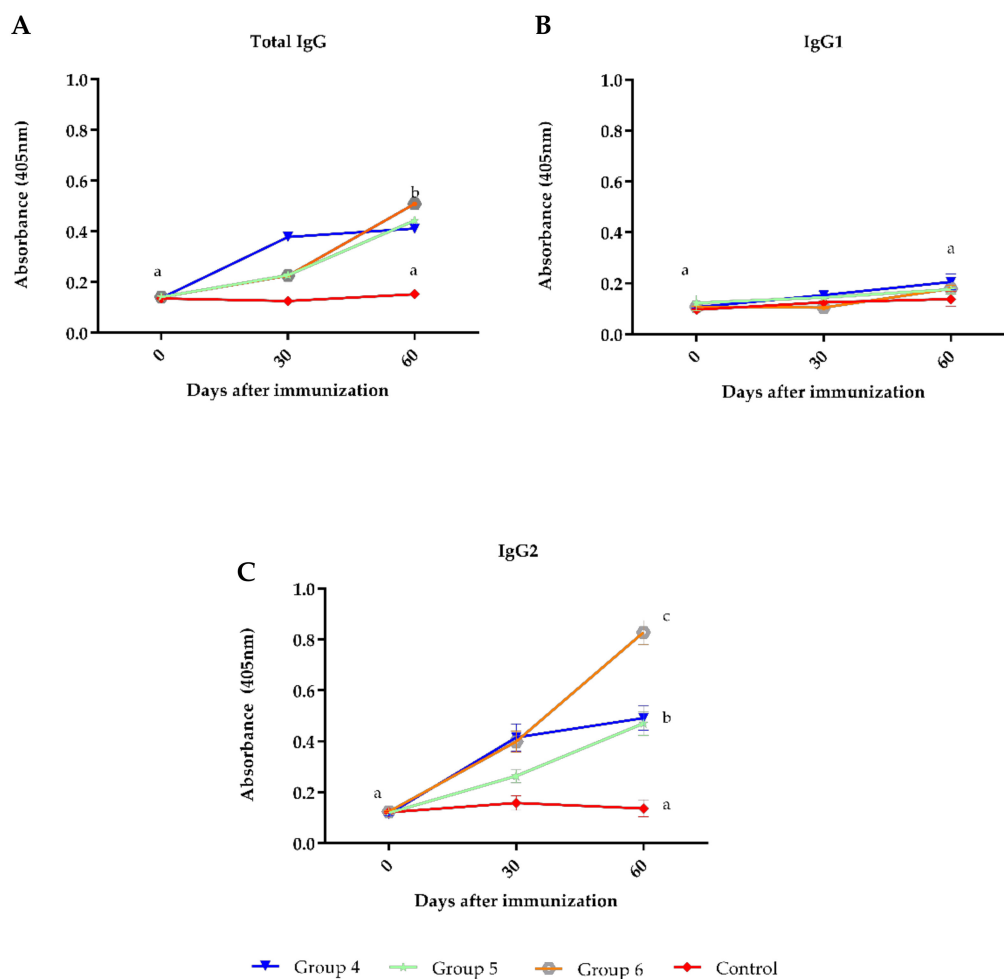 A
Total IgG
Absorbance (405nm)
1.0
0.8
0.6
0.4
0.2
0.0
a
b
a
0
30
60
Days after immunization
B
IgG1
Absorbance (405nm)
1.0
0.8
0.6
0.4
0.2
0.0
a
a
0
30
60
Days after immunization
C
IgG2
Absorbance (405nm)
1.0
0.8
0.6
0.4
0.2
0.0
a
c
b
a
0
30
60
Days after immunization
Group 4 Group 5 Group 6 Control